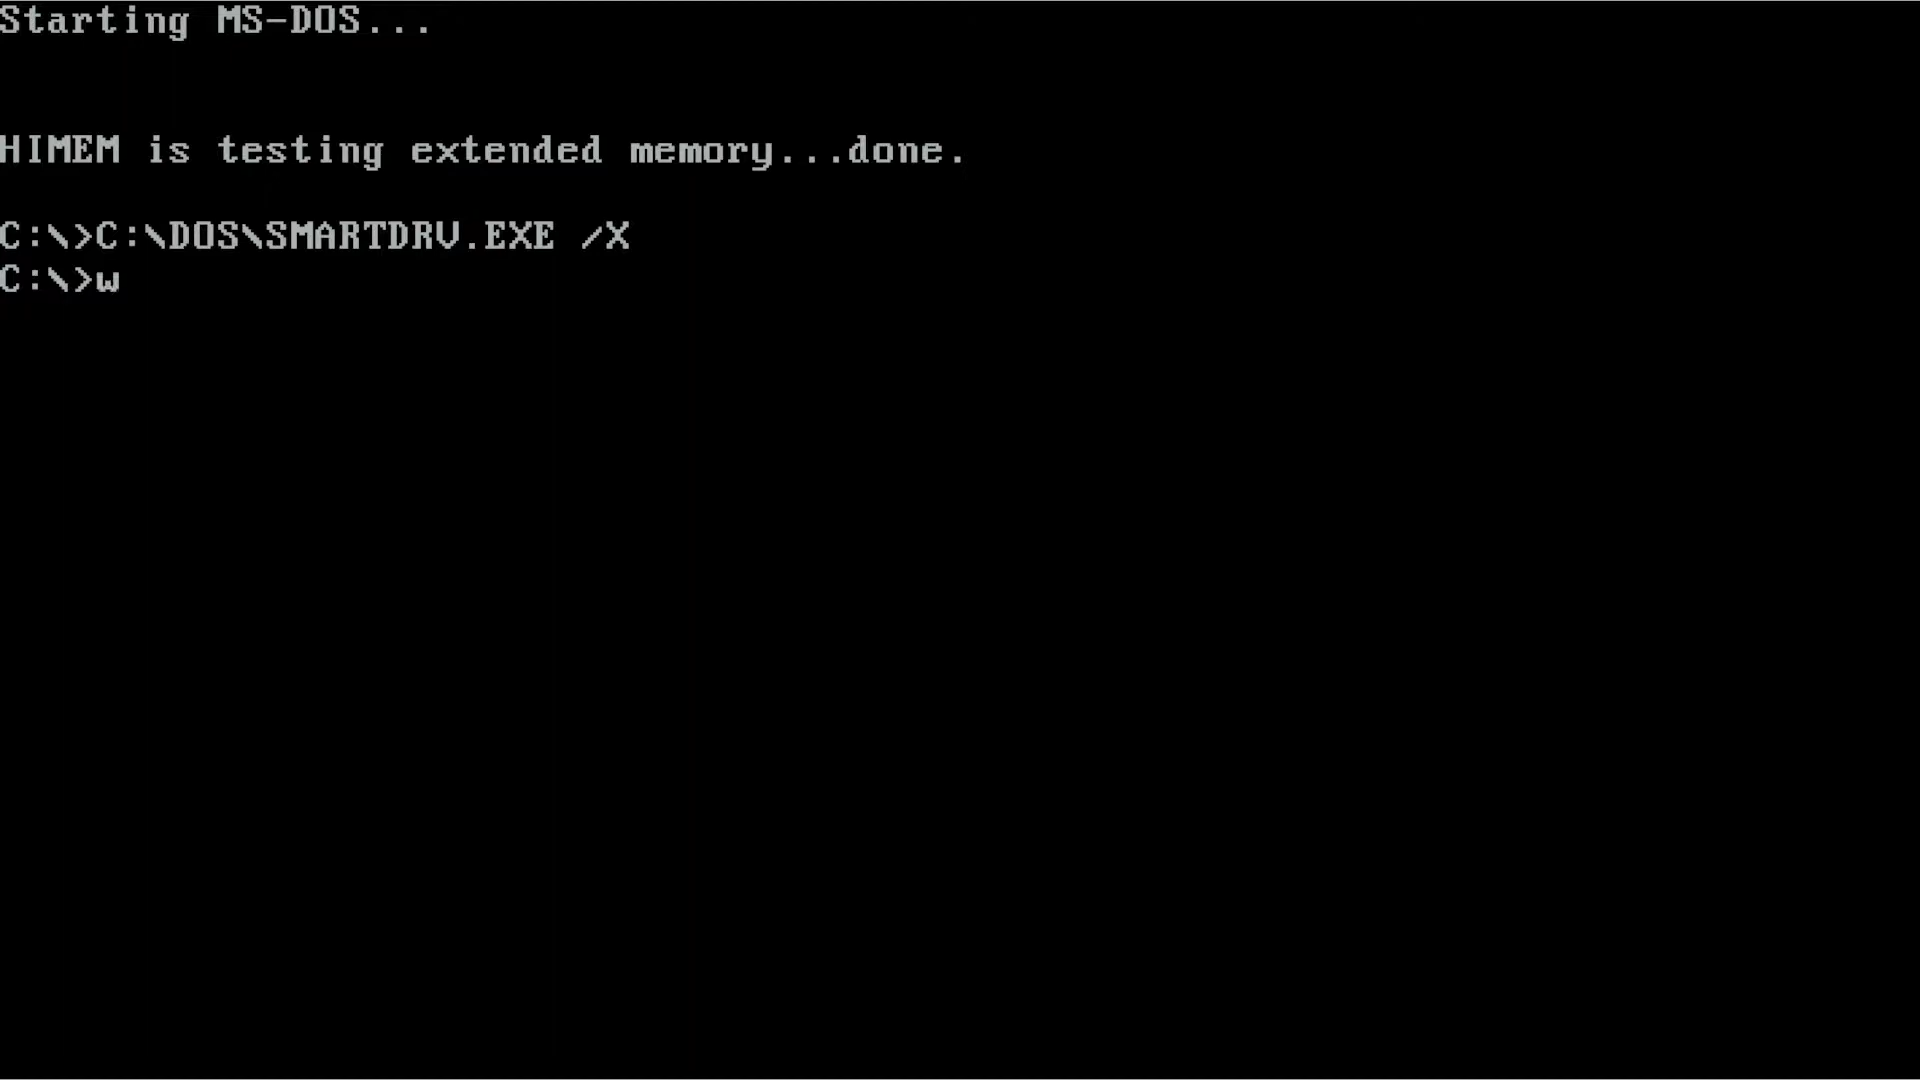 Starting MS-DOS...
HIMEM is testing extended memory...done.
C:\>C:\DOS\SMARTDRV.EXE /X
C:\>w